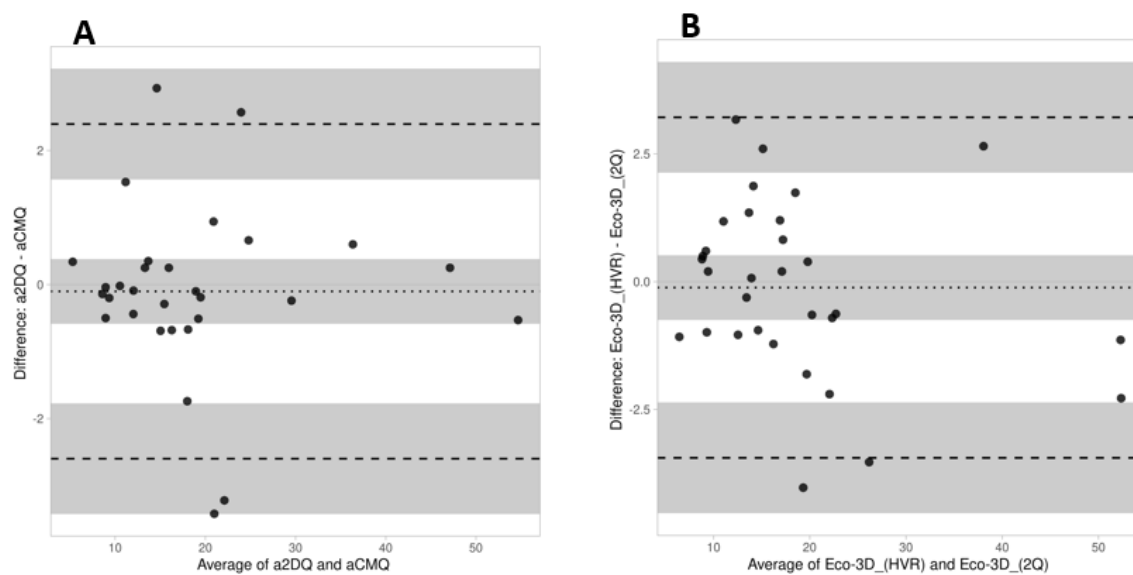 A
B
Difference: a2DQ - aCMQ
2
0
-2
10 20 30 40 50
Average of a2DQ and aCMQ
Difference: Eco-3D_(HVR) - Eco-3D_(2Q)
2.5
0.0
-2.5
10 20 30 40 50
Average of Eco-3D_(HVR) and Eco-3D_(2Q)